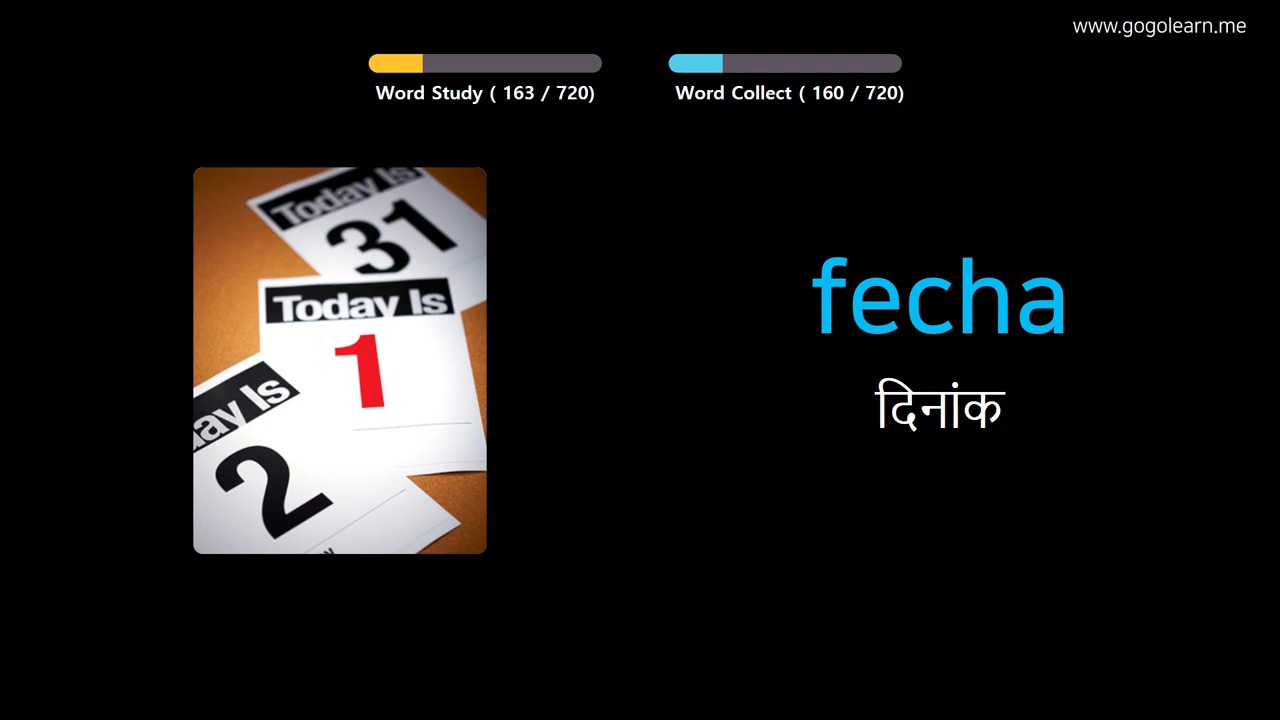 www.gogolearn.me
Word Study ( 163 / 720)
Word Collect ( 160 / 720)
Today Is
31
Today Is
1
ay Is
2
fecha
दिनांक